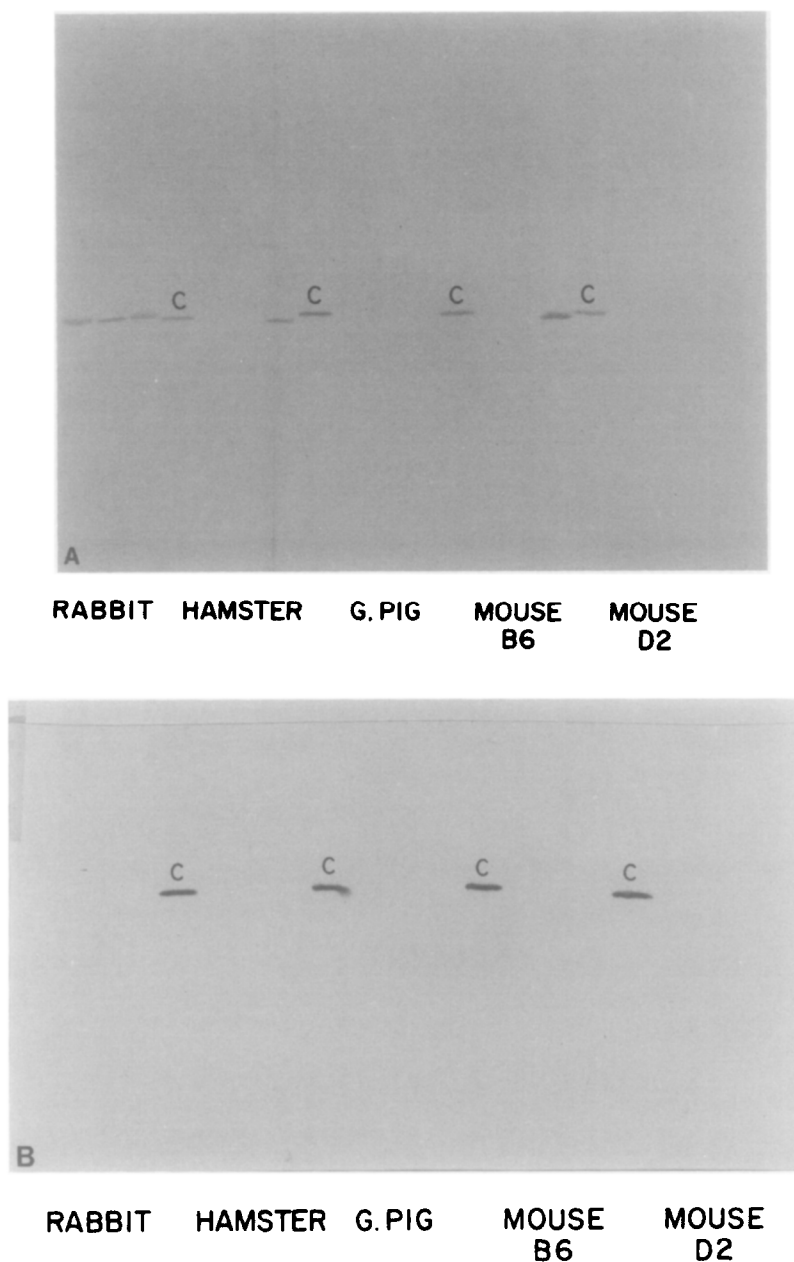 C C C C
A
RABBIT HAMSTER G. PIG MOUSE B6 MOUSE D2
C C C C
B
RABBIT HAMSTER G. PIG MOUSE B6 MOUSE D2